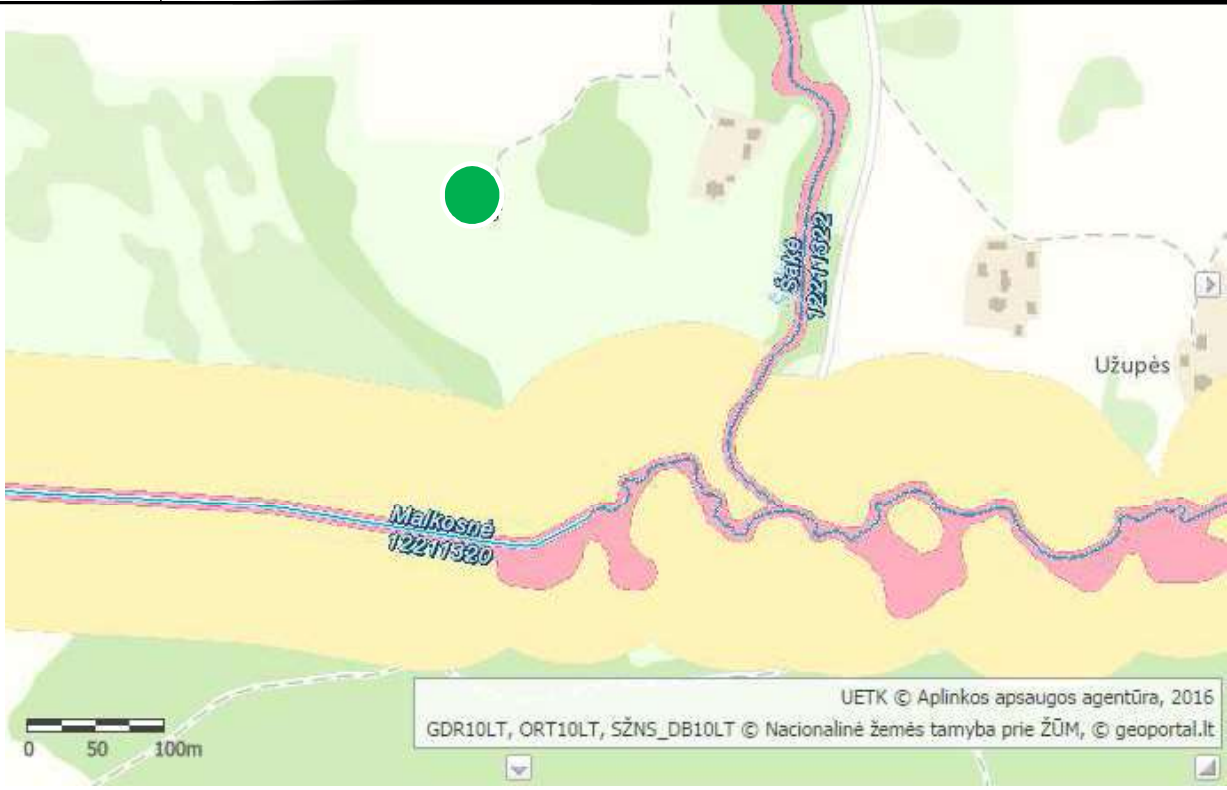 Šakė
12211322
Užupės
Malkosnė
12211320
UETK © Aplinkos apsaugos agentūra, 2016
0 50 100m
GDR10LT, ORT10LT, SŽNS_DB10LT © Nacionalinė žemės tarnyba prie ŽŪM, © geoportal.lt